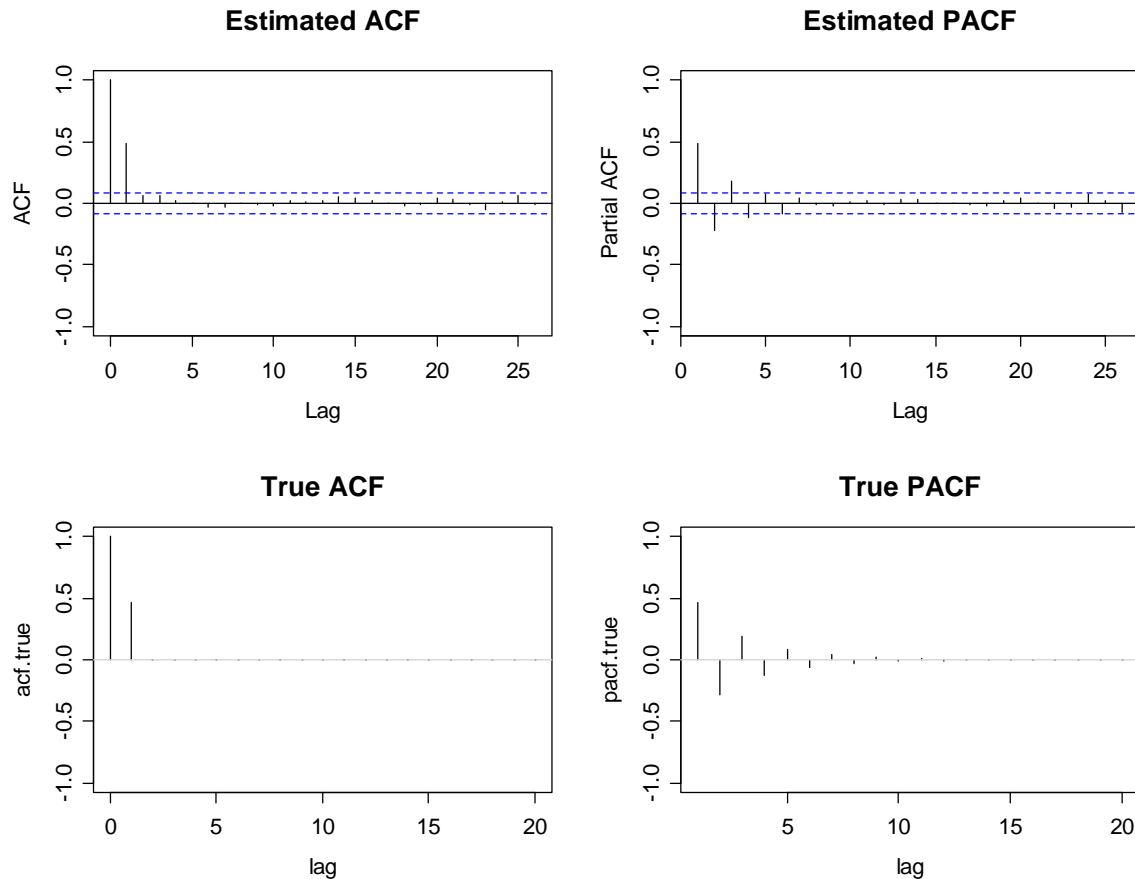 Estimated ACF
ACF
1.0
0.5
0.0
-0.5
-1.0
0 5 10 15 20 25
Lag
Estimated PACF
Partial ACF
1.0
0.5
0.0
-0.5
-1.0
0 5 10 15 20 25
Lag
True ACF
acf.true
1.0
0.5
0.0
-0.5
-1.0
0 5 10 15 20
lag
True PACF
pacf.true
1.0
0.5
0.0
-0.5
-1.0
5 10 15 20
lag